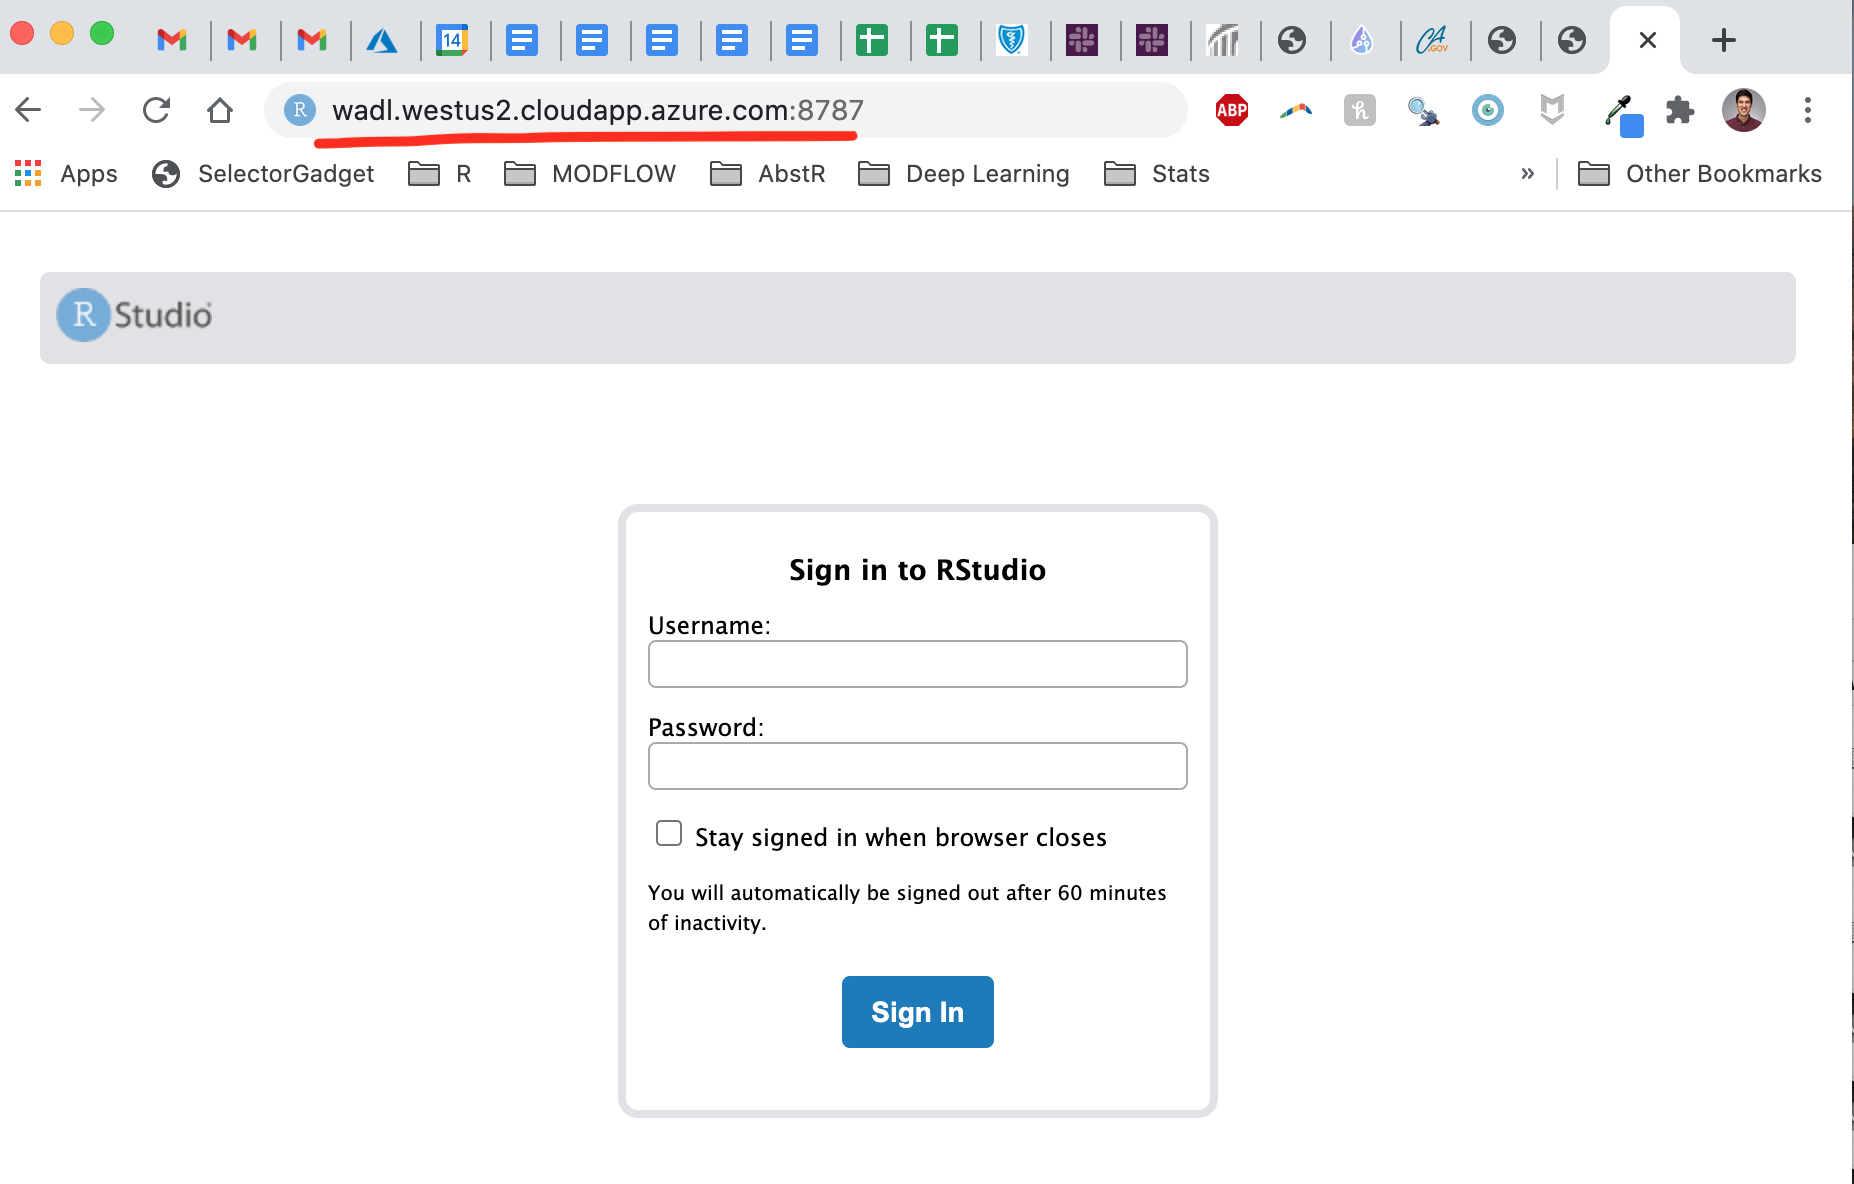 14
R wadl.westus2.cloudapp.azure.com:8787
ABP
h
Apps SelectorGadget R MODFLOW AbstR Deep Learning Stats » Other Bookmarks
R Studio
Sign in to RStudio
Username:
Password:
Stay signed in when browser closes
You will automatically be signed out after 60 minutes
of inactivity.
Sign In